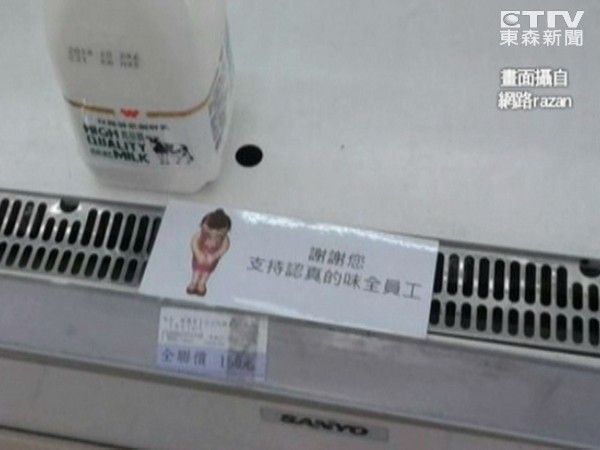 ETTV
東森新聞
畫面攝自
網路razan
HIGH
QUALITY
MILK
謝謝您
支持認真的味全員工
全聯價
SANYO